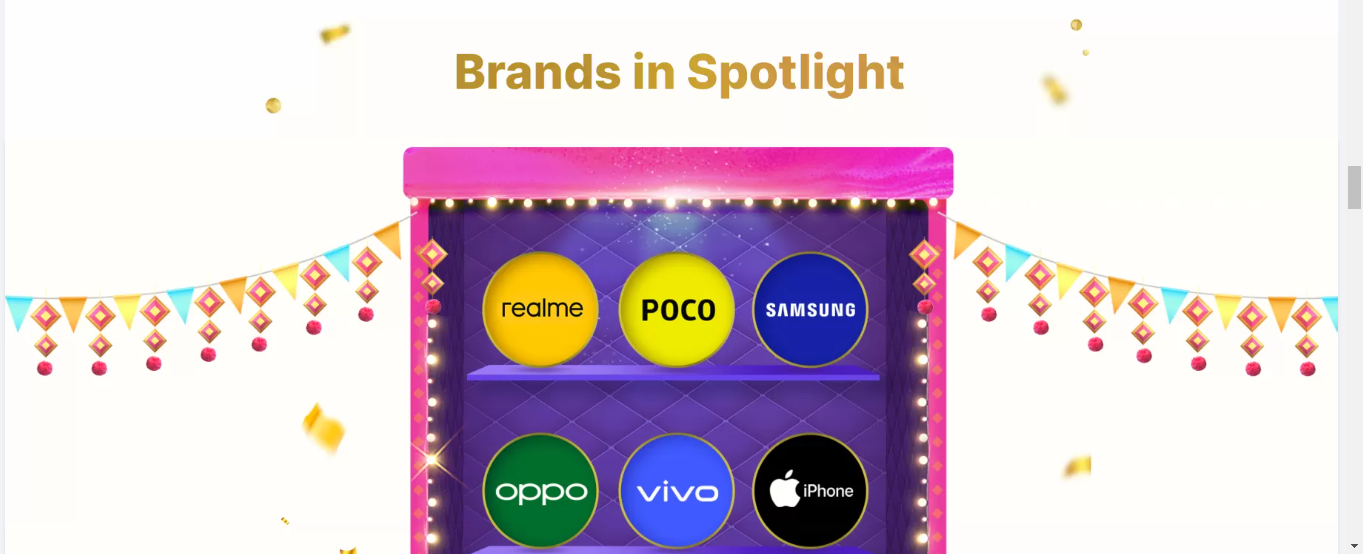 Brands in Spotlight
realme
POCO
SAMSUNG
oppo
vivo
iPhone